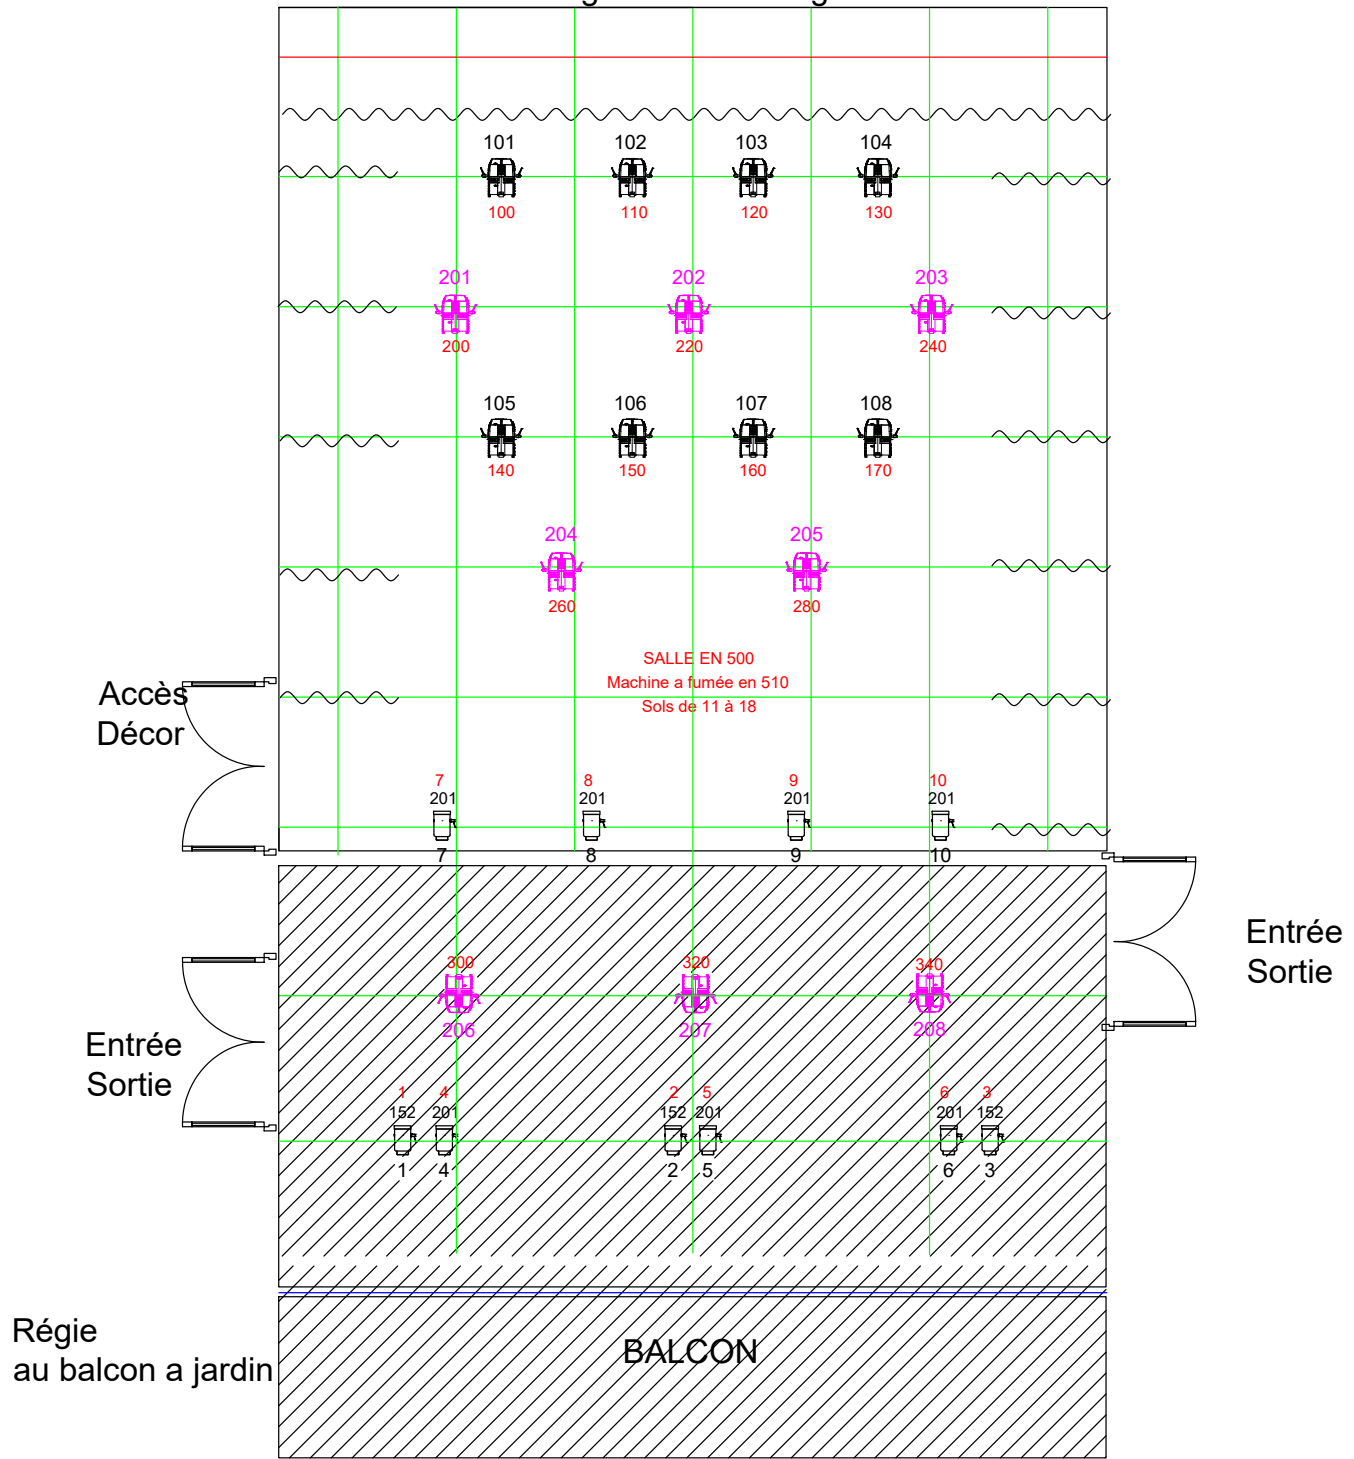 101 102 103 104
100 110 120 130
201 202 203
200 220 240
105 106 107 108
140 150 160 170
204 205
260 280
SALLE EN 500
Machine a fumée en 510
Sols de 11 à 18
Accès
Décor
7 8 9 10
201 201 201 201
7 8 9 10
Entrée
Sortie
300 320 340
206 207 208
Entrée
Sortie
1 4 2 5 6 3
152 201 152 201 201 152
1 4 2 5 6 3
Régie
au balcon a jardin
BALCON